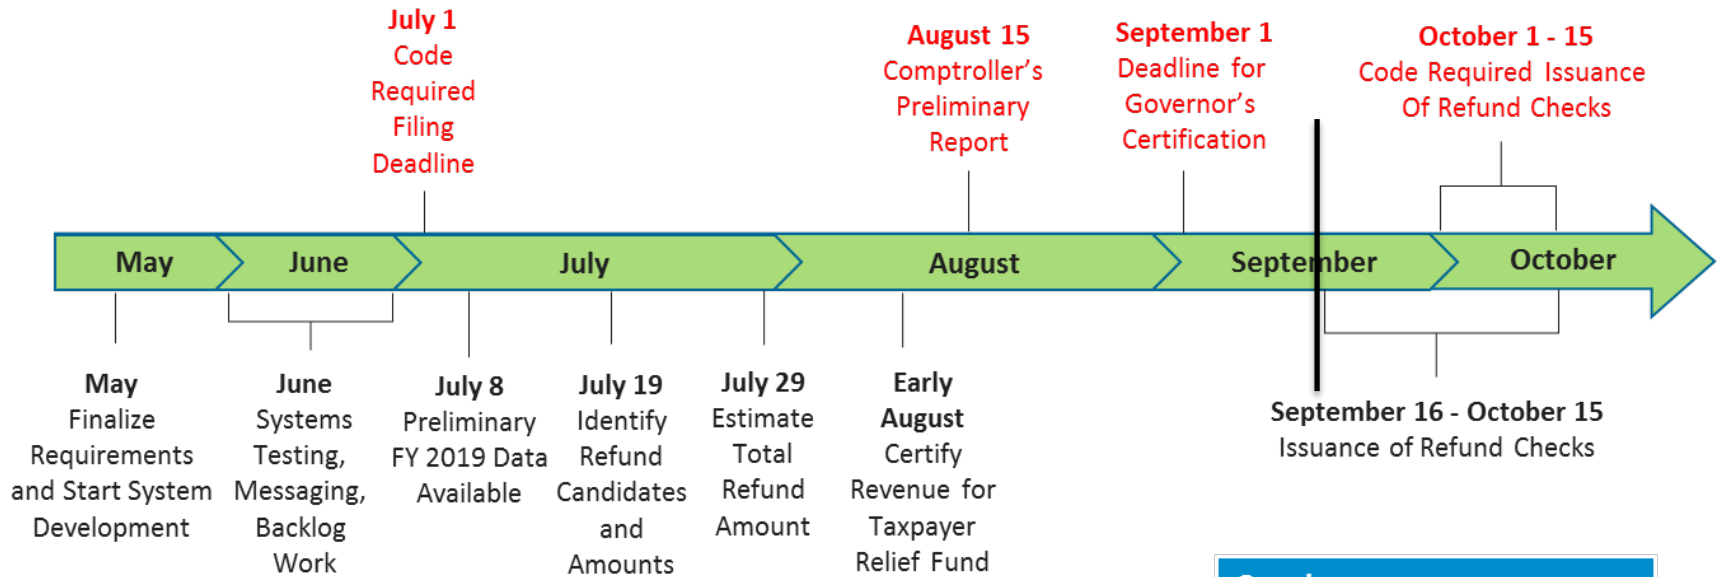 July 1
Code
Required
Filing
Deadline
August 15
Comptroller's
Preliminary
Report
September 1
Deadline for
Governor's
Certification
October 1 - 15
Code Required Issuance
Of Refund Checks
May
June
July
August
September
October
May
Finalize
Requirements
and Start System
Development
June
Systems
Testing,
Messaging,
Backlog
Work
July 8
Preliminary
FY 2019 Data
Available
July 19
Identify
Refund
Candidates
and
Amounts
July 29
Estimate
Total
Refund
Amount
Early
August
Certify
Revenue for
Taxpayer
Relief Fund
September 16 - October 15
Issuance of Refund Checks